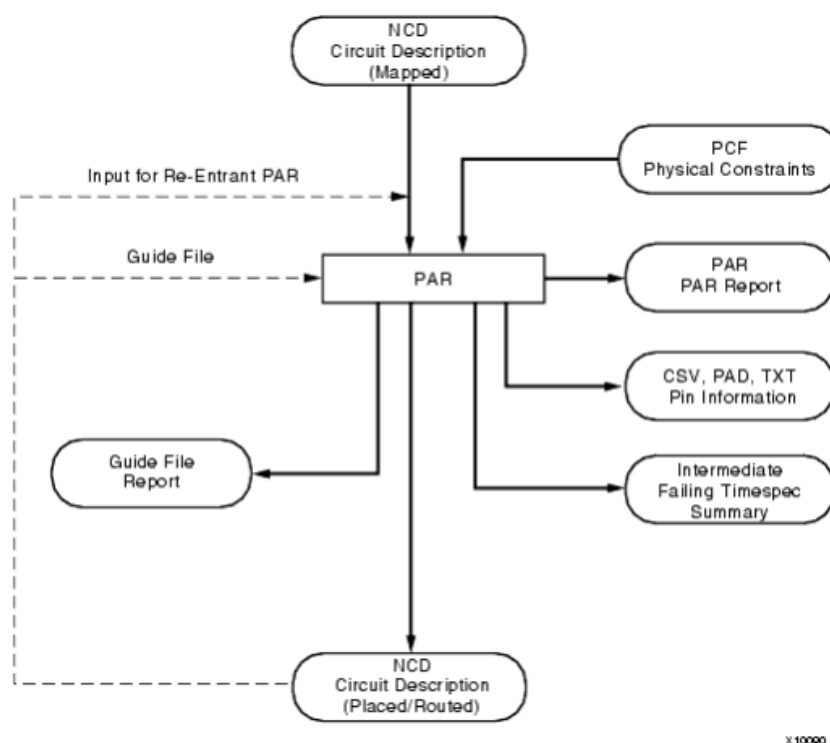 NCD
Circuit Description
(Mapped)
PCF
Physical Constraints
Input for Re-Entrant PAR
Guide File
PAR
PAR
PAR Report
CSV, PAD, TXT
Pin Information
Guide File
Report
Intermediate
Failing Timespec
Summary
NCD
Circuit Description
(Placed/Routed)
X10090